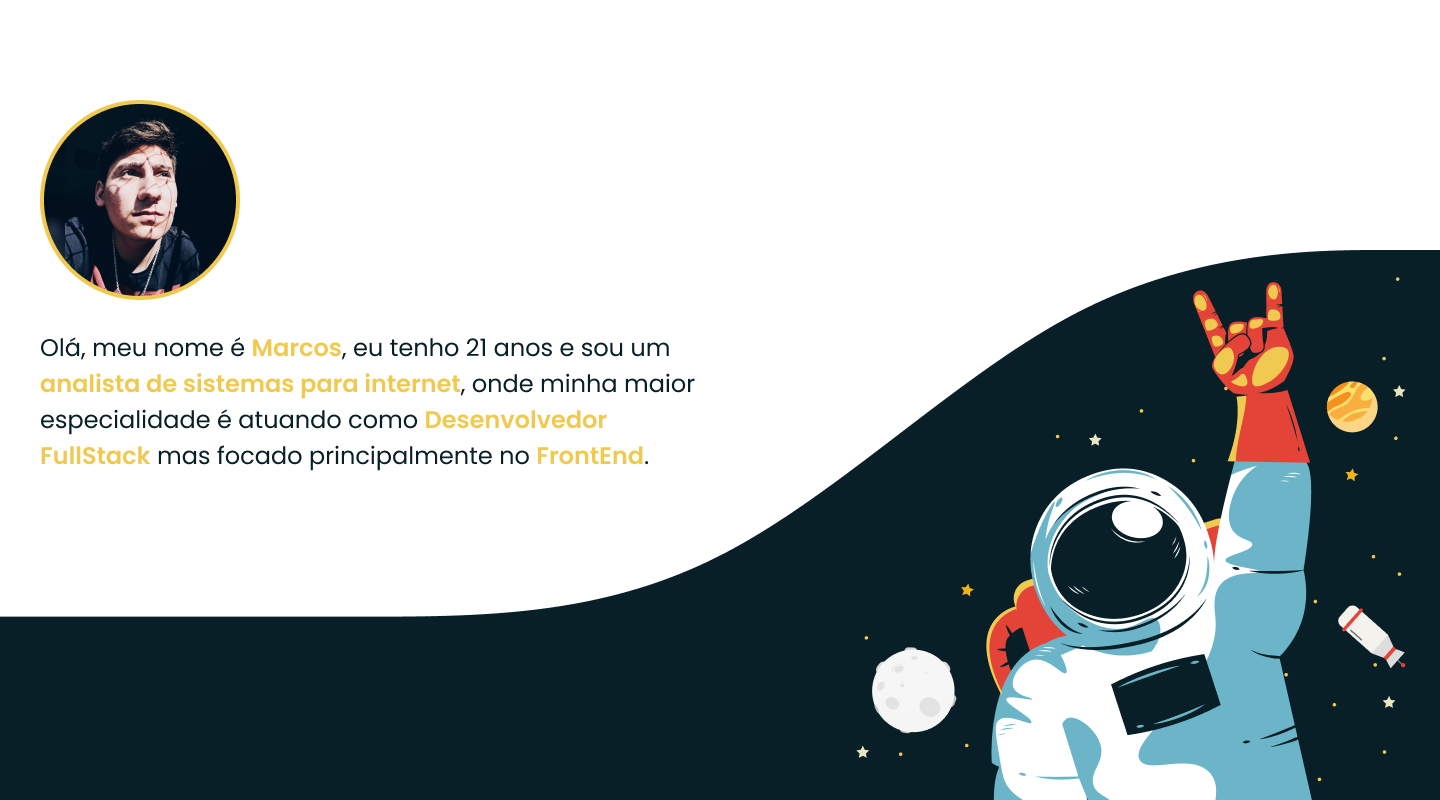 Olá, meu nome é Marcos, eu tenho 21 anos e sou um
analista de sistemas para internet, onde minha maior
especialidade é atuando como Desenvolvedor
FullStack mas focado principalmente no FrontEnd.